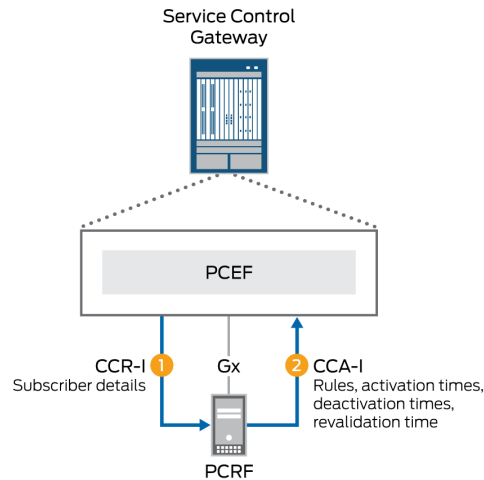 Service Control
Gateway
PCEF
CCR-I
1
Subscriber details
Gx
2
CCA-I
Rules, activation times,
deactivation times,
revalidation time
PCRF